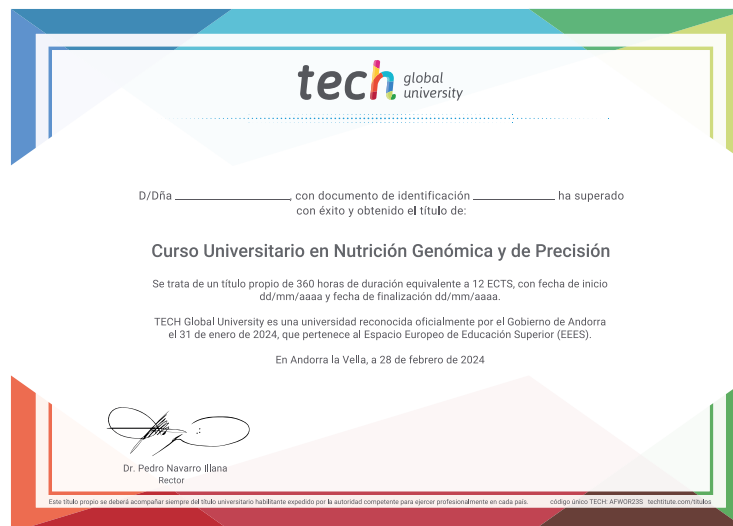 tech global
university
D/Dña ____________, con documento de identificación ____________ ha superado
con éxito y obtenido el título de:
Curso Universitario en Nutrición Genómica y de Precisión
Se trata de un título propio de 360 horas de duración equivalente a 12 ECTS, con fecha de inicio
dd/mm/aaaa y fecha de finalización dd/mm/aaaa.
TECH Global University es una universidad reconocida oficialmente por el Gobierno de Andorra
el 31 de enero de 2024, que pertenece al Espacio Europeo de Educación Superior (EEES).
En Andorra la Vella, a 28 de febrero de 2024
Dr. Pedro Navarro Illana
Rector
Este título propio se deberá acompañar siempre del título universitario habilitante expedido por la autoridad competente para ejercer profesionalmente en cada país. código único TECH: AFWOR23S techtitute.com/titulos